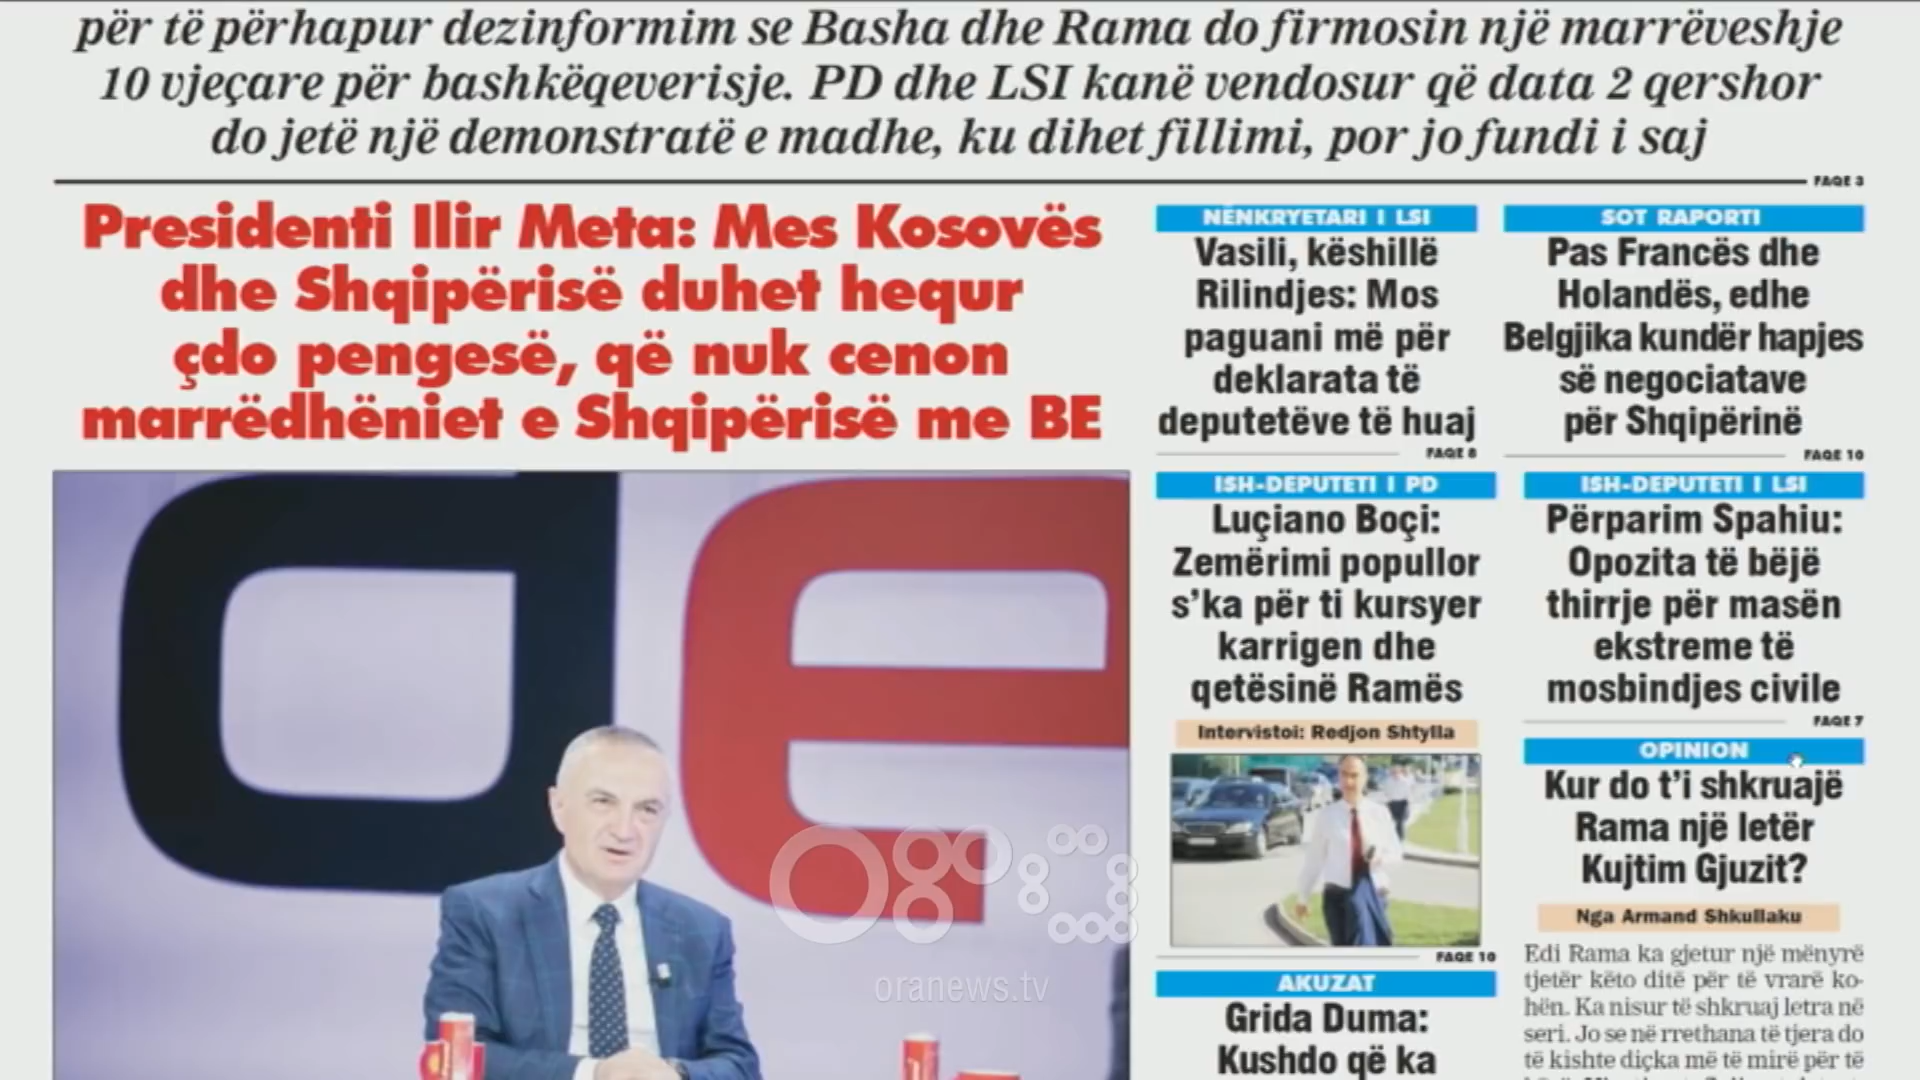 për të përhapur dezinformim se Basha dhe Rama do firmosin një marrëveshje
10 vjeçare për bashkëqeverisje. PD dhe LSI kanë vendosur që data 2 qershor
do jetë një demonstratë e madhe, ku dihet fillimi, por jo fundi i saj
FAQE 3
Presidenti Ilir Meta: Mes Kosovës
dhe Shqipërisë duhet hequr
çdo pengesë, që nuk cenon
marrëdhëniet e Shqipërisë me BE
NËNKRYETARI I LSI
Vasili, këshillë
Rilindjes: Mos
paguani më për
deklarata të
deputetëve të huaj
FAQE 8
SOT RAPORTI
Pas Francës dhe
Holandës, edhe
Belgjika kundër hapjes
së negociatave
për Shqipërinë
FAQE 10
ISH-DEPUTETI I PD
Luçiano Boçi:
Zemërimi popullor
s'ka për ti kursyer
karrigen dhe
qetësinë Ramës
Intervistoi: Redjon Shtylla
FAQE 10
ISH-DEPUTETI I LSI
Përparim Spahiu:
Opozita të bëjë
thirrje për masën
ekstreme të
mosbindjes civile
FAQE 7
AKUZAT
Grida Duma:
Kushdo që ka
OPINION
Kur do t'i shkruajë
Rama një letër
Kujtim Gjuzit?
Nga Armand Shkullaku
Edi Rama ka gjetur një mënyrë
tjetër këto ditë për të vrarë ko-
hën. Ka nisur të shkruaj letra në
seri. Jo se në rrethana të tjera do
të kishte diçka më të mirë për të
oranews.tv